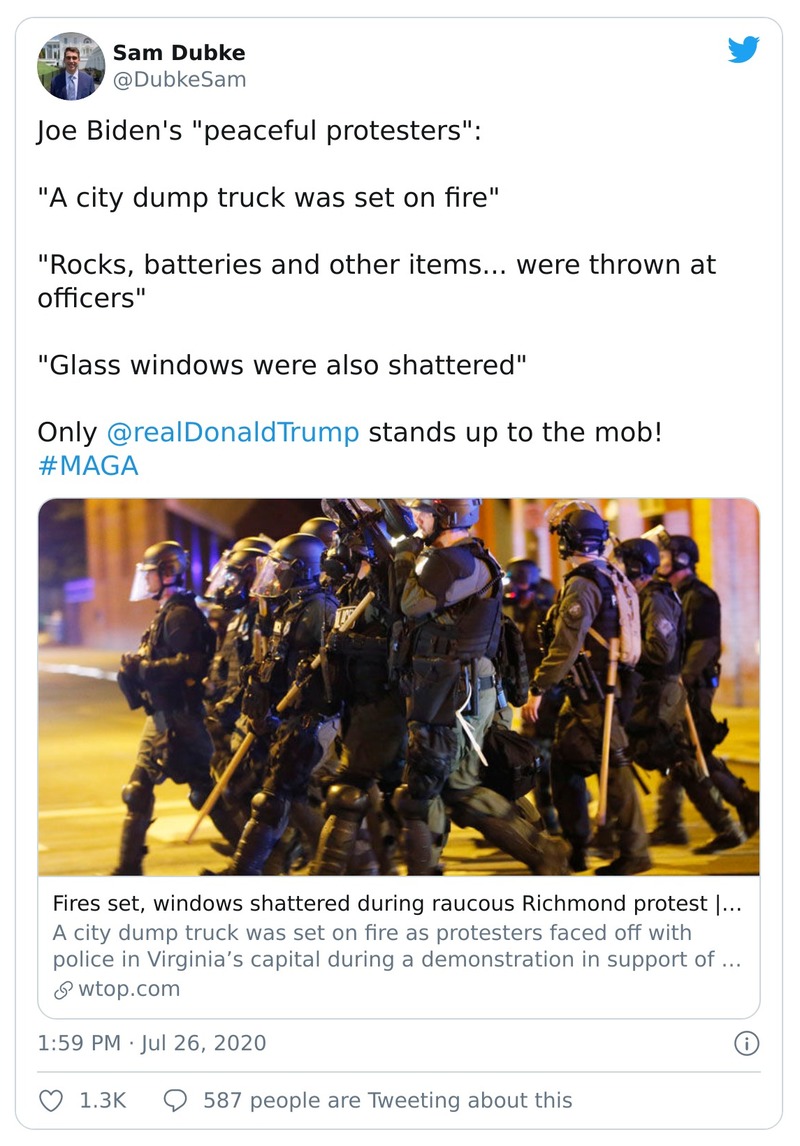 Sam Dubke
@DubkeSam
Joe Biden's "peaceful protesters":
"A city dump truck was set on fire"
"Rocks, batteries and other items... were thrown at
officers"
"Glass windows were also shattered"
Only @realDonaldTrump stands up to the mob!
#MAGA
Fires set, windows shattered during raucous Richmond protest |...
A city dump truck was set on fire as protesters faced off with
police in Virginia’s capital during a demonstration in support of ...
wtop.com
1:59 PM · Jul 26, 2020
1.3K 587 people are Tweeting about this